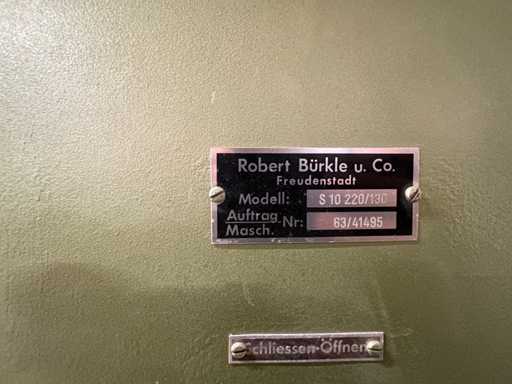 Robert Bürkle u. Co.
Freudenstadt
Modell: S 10 220/130
Auftrag Masch. Nr: 63/41495
Schliessen-Öffnen